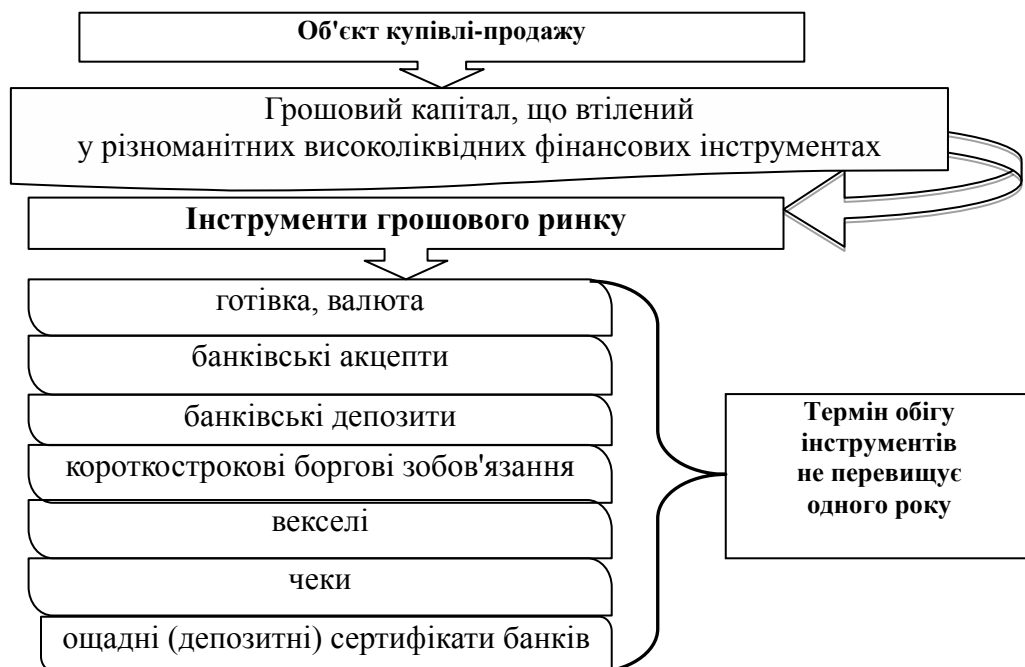 Об'єкт купівлі-продажу
Грошовий капітал, що втілений
у різноманітних високоліквідних фінансових інструментах
Інструменти грошового ринку
готівка, валюта
банківські акцепти
банківські депозити
короткострокові боргові зобов'язання
векселі
чеки
ощадні (депозитні) сертифікати банків
Термін обігу
інструментів
не перевищує
одного року